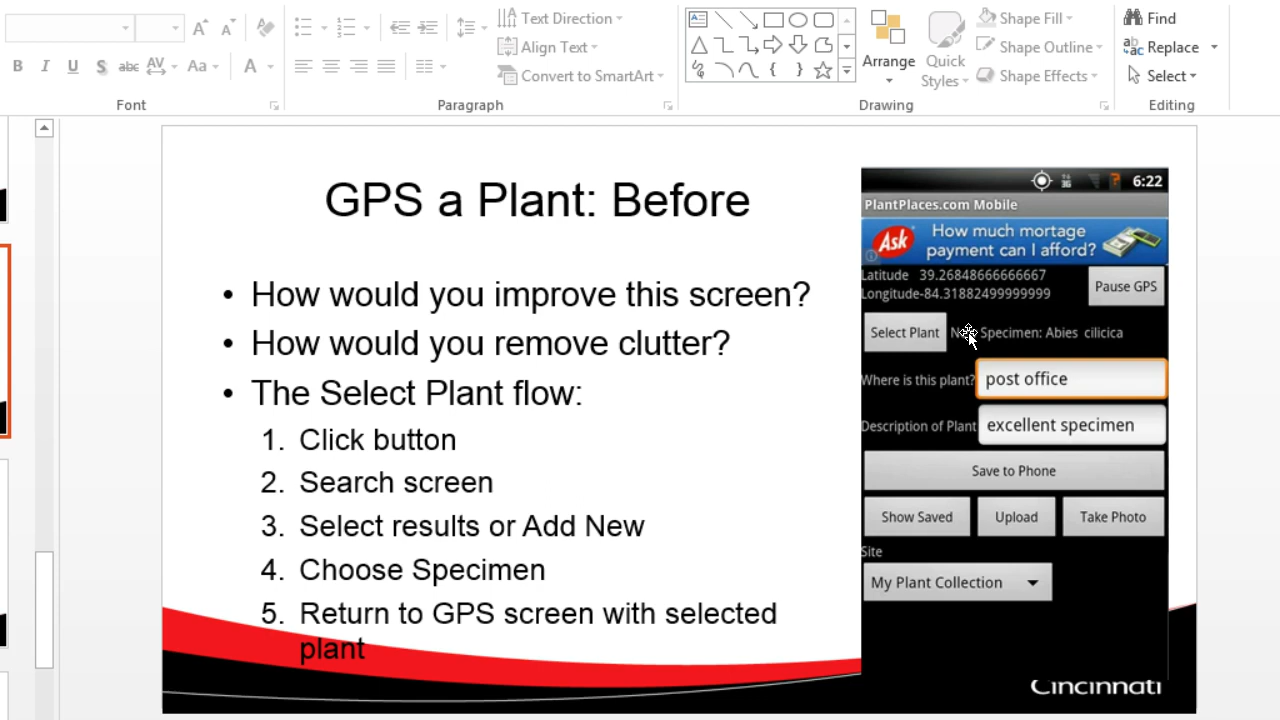 Text Direction
Align Text
Convert to SmartArt
B I U S abc AV Aa A
Font
Paragraph
Arrange
Quick
Styles
Shape Fill
Shape Outline
Shape Effects
Drawing
Find
Replace
Select
Editing
GPS a Plant: Before
• How would you improve this screen?
• How would you remove clutter?
• The Select Plant flow:
1. Click button
2. Search screen
3. Select results or Add New
4. Choose Specimen
5. Return to GPS screen with selected
plant
3G 6:22
PlantPlaces.com Mobile
Ask
How much mortage
payment can I afford?
Latitude 39.26848666666667
Longitude-84.31882499999999
Pause GPS
Select Plant
Specimen: Abies cilicica
Where is this plant? post office
Description of Plant excellent specimen
Save to Phone
Show Saved Upload Take Photo
Site
My Plant Collection
Cincinnati